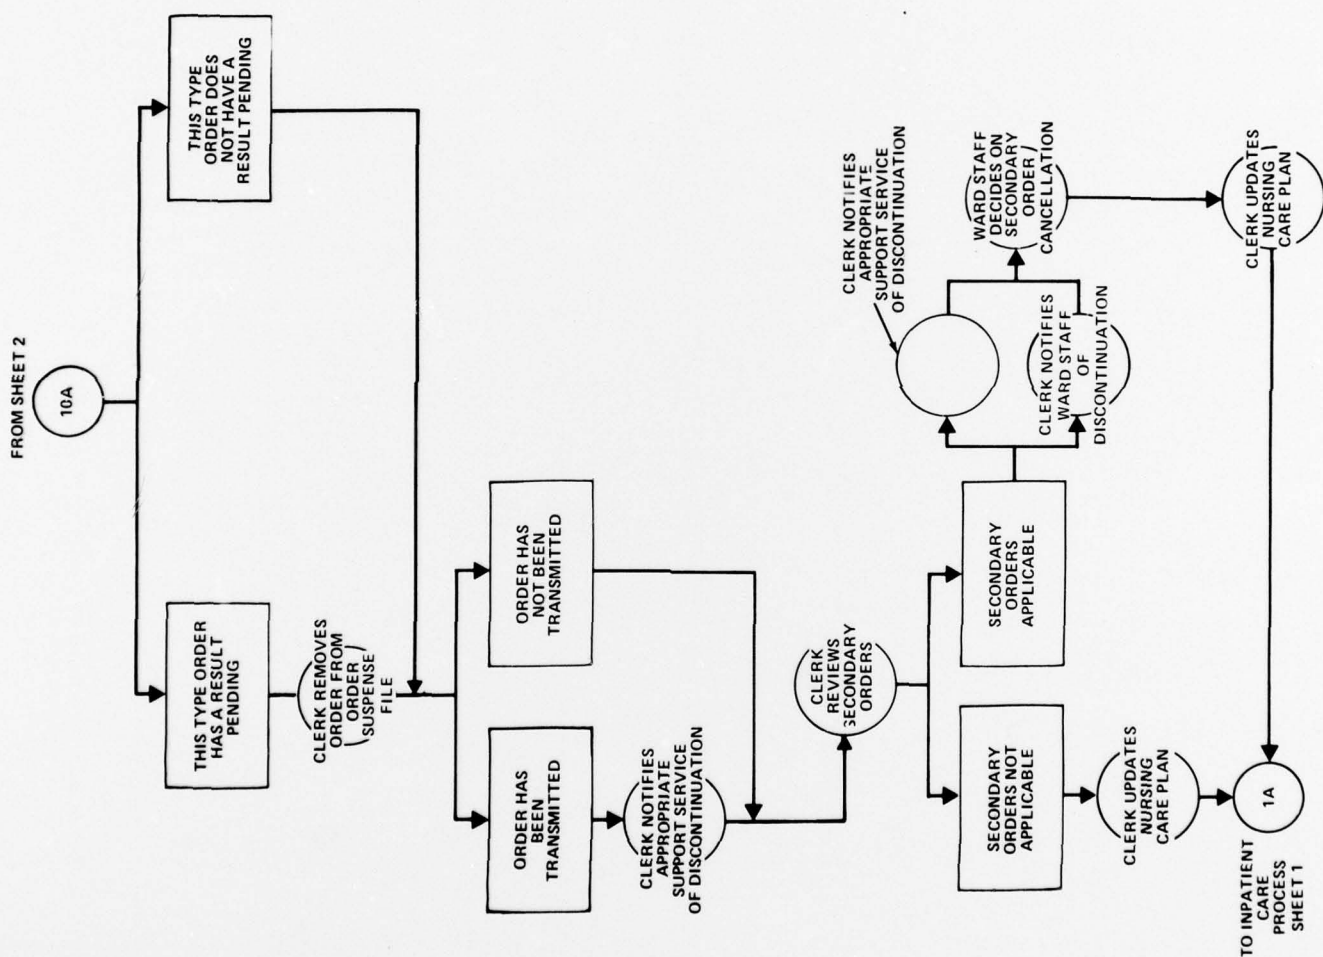 FROM SHEET 2
10A
THIS TYPE ORDER
HAS A RESULT
PENDING
THIS TYPE
ORDER DOES
NOT HAVE A
RESULT PENDING
CLERK REMOVES
ORDER FROM
ORDER
SUSPENSE
FILE
ORDER HAS
BEEN
TRANSMITTED
ORDER HAS
NOT BEEN
TRANSMITTED
CLERK NOTIFIES
APPROPRIATE
SUPPORT SERVICE
OF DISCONTINUATION
CLERK
REVIEWS
SECONDARY
ORDERS
SECONDARY
ORDERS NOT
APPLICABLE
SECONDARY
ORDERS
APPLICABLE
CLERK NOTIFIES
APPROPRIATE
SUPPORT SERVICE
OF DISCONTINUATION
CLERK NOTIFIES
WARD STAFF
OF
DISCONTINUATION
WARD STAFF
DECIDES ON
SECONDARY
ORDER
CANCELLATION
CLERK UPDATES
NURSING
CARE PLAN
CLERK UPDATES
NURSING
CARE PLAN
1A
TO INPATIENT
CARE
PROCESS
SHEET 1